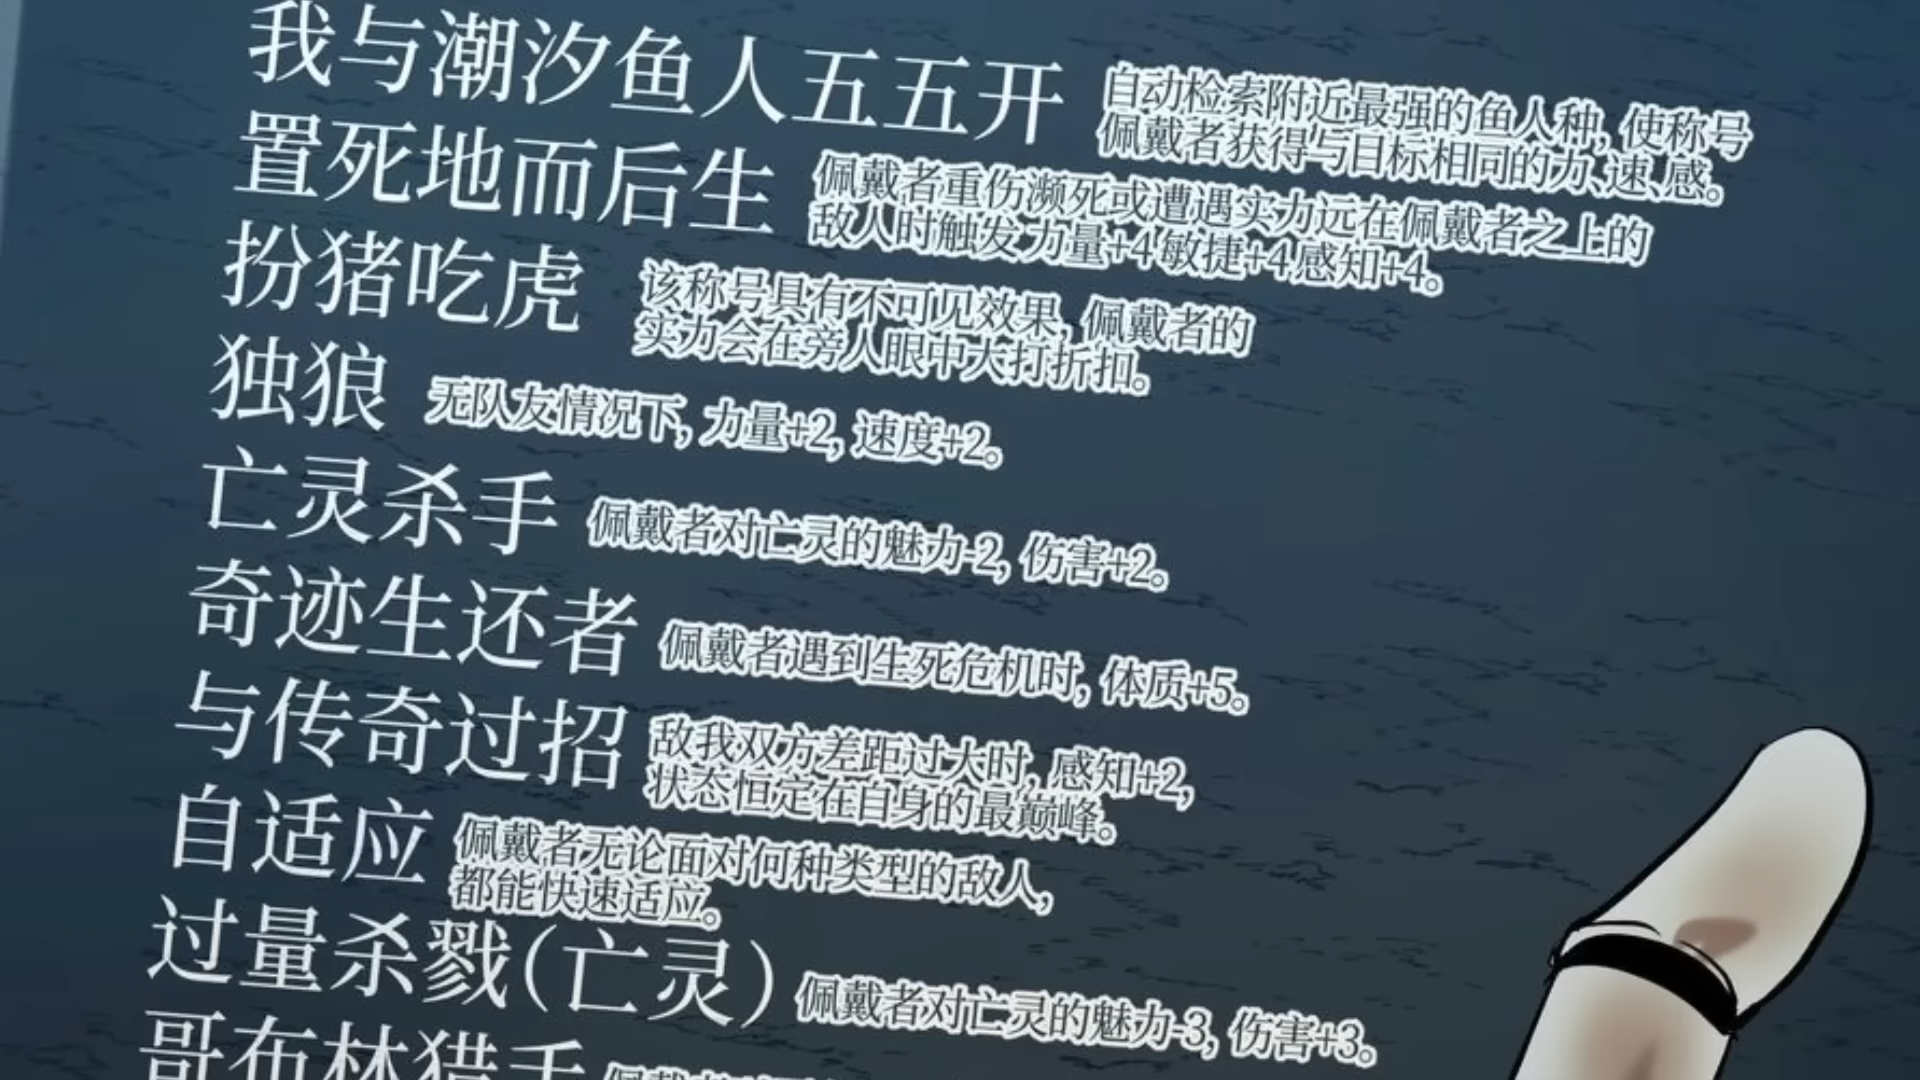 我与潮汐鱼人五五开
自动检索附近最强的鱼人种, 使称号
佩戴者获得与目标相同的力、速、感。
置死地而后生
佩戴者重伤濒死或遭遇实力远在佩戴者之上的
敌人时触发 力量+4 敏捷+4 感知+4。
扮猪吃虎
该称号具有不可见效果, 佩戴者的
实力会在旁人眼中大打折扣。
独狼
无队友情况下, 力量+2, 速度+2。
亡灵杀手
佩戴者对亡灵的魅力-2, 伤害+2。
奇迹生还者
佩戴者遇到生死危机时, 体质+5。
与传奇过招
敌我双方差距过大时, 感知+2,
状态恒定在自身的最巅峰。
自适应
佩戴者无论面对何种类型的敌人,
都能快速适应。
过量杀戮(亡灵)
佩戴者对亡灵的魅力-3, 伤害+3。
哥布林猎手